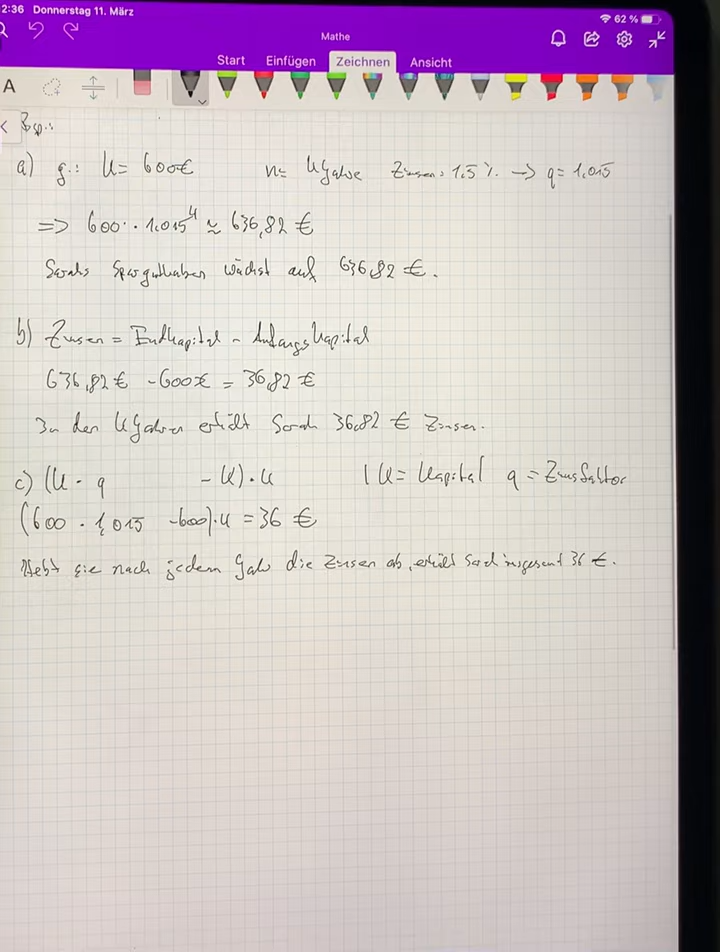 2:36 Donnerstag 11. März
62 %
Mathe
Start Einfügen Zeichnen Ansicht
A
Bsp.:
a) g.: K = 600€ n = 4 Jahre Zinsen: 1,5 % → q = 1,015
=> 600 · 1,015⁴ ≈ 636,82 €
Sarahs Sparguthaben wächst auf 636,82 €.
b) Zinsen = Endkapital - Anfangskapital
636,82 € - 600€ = 36,82 €
In den 4 Jahren erhält Sarah 36,82 € Zinsen.
c) (K · q - K) · 4 | K = Kapital q = Zinsfaktor
(600 · 1,015 - 600) · 4 = 36 €
Hebt sie nach jedem Jahr die Zinsen ab, erhält Sarah insgesamt 36 €.